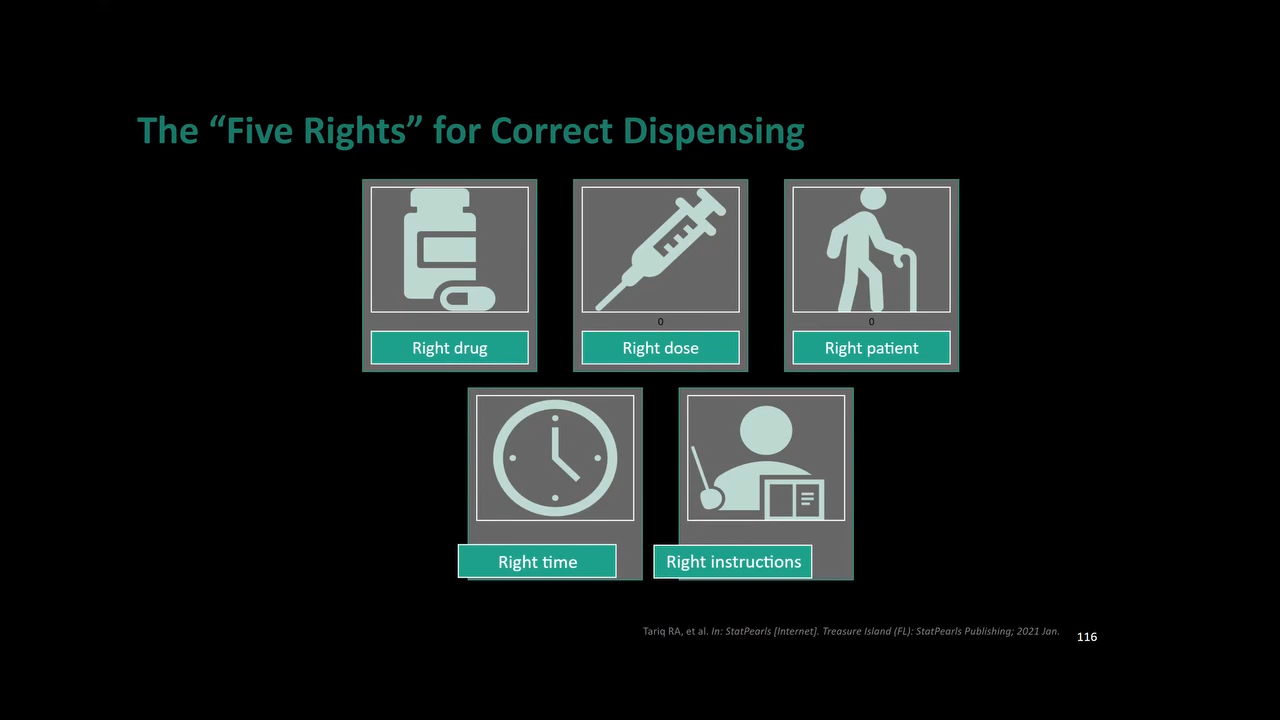 The “Five Rights” for Correct Dispensing
0
0
Right drug
Right dose
Right patient
Right time
Right instructions
Tariq RA, et al. In: StatPearls [Internet]. Treasure Island (FL): StatPearls Publishing; 2021 Jan.
116